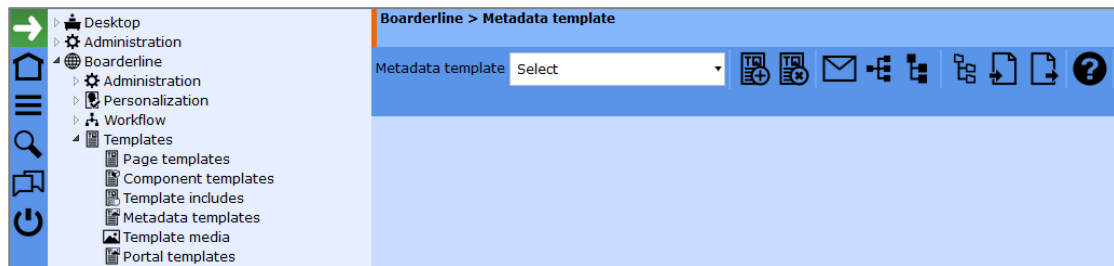 Desktop
Administration
Boarderline
Administration
Personalization
Workflow
Templates
Page templates
Component templates
Template includes
Metadata templates
Template media
Portal templates
Boarderline > Metadata template
Metadata template Select